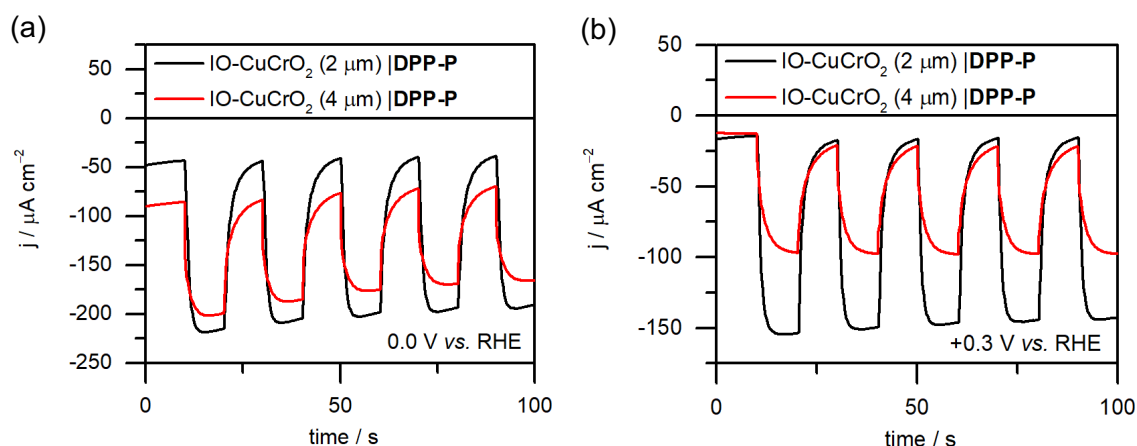 (a)
IO-CuCrO₂ (2 μm) |DPP-P
IO-CuCrO₂ (4 μm) |DPP-P
50
0
-50
-100
-150
-200
-250
j / μA cm⁻²
0.0 V vs. RHE
0
50
100
time / s
(b)
IO-CuCrO₂ (2 μm) |DPP-P
IO-CuCrO₂ (4 μm) |DPP-P
50
0
-50
-100
-150
j / μA cm⁻²
+0.3 V vs. RHE
0
50
100
time / s